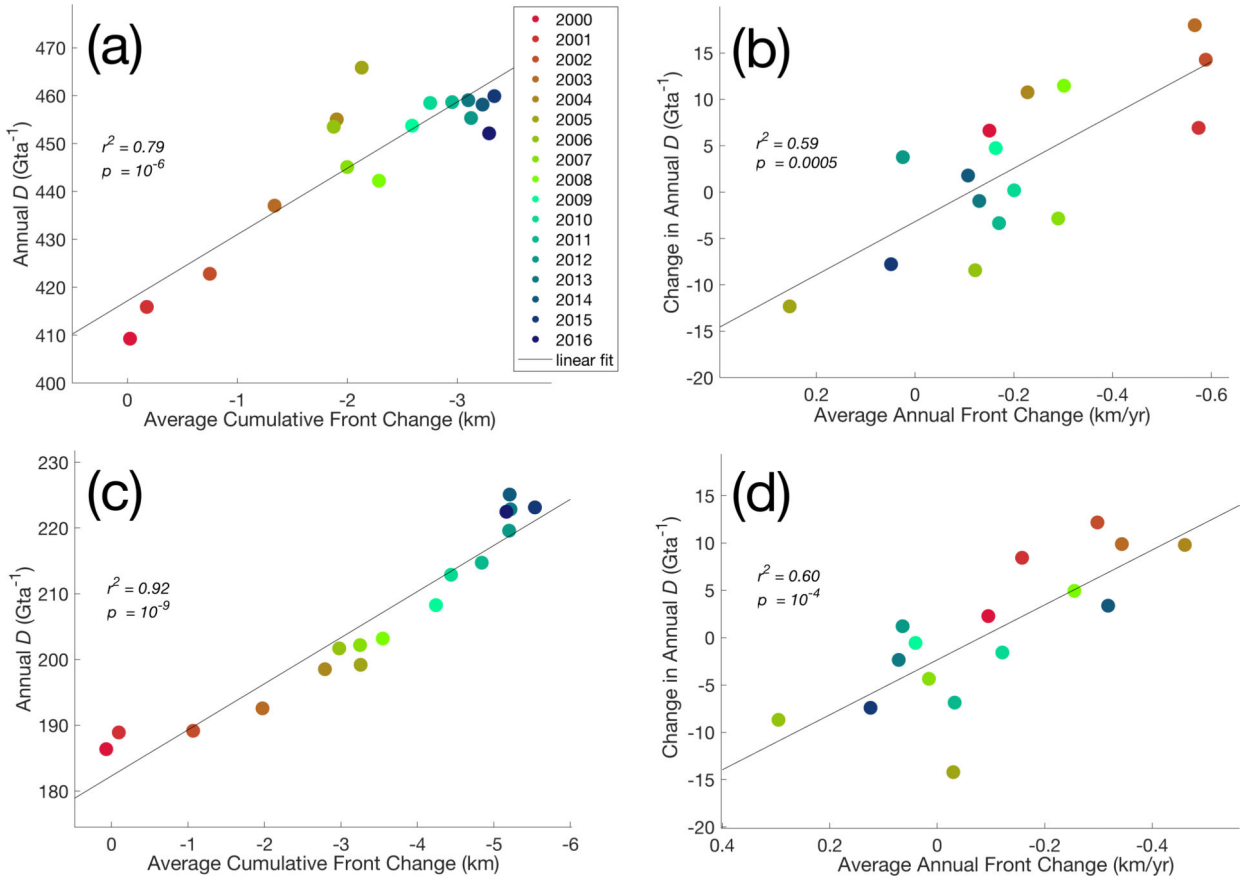 (a)
Annual D (Gta⁻¹)
470
460
450
440
430
420
410
400
r² = 0.79
p = 10⁻⁶
0 -1 -2 -3
Average Cumulative Front Change (km)
2000
2001
2002
2003
2004
2005
2006
2007
2008
2009
2010
2011
2012
2013
2014
2015
2016
linear fit
(b)
Change in Annual D (Gta⁻¹)
15
10
5
0
-5
-10
-15
-20
r² = 0.59
p = 0.0005
0.2 0 -0.2 -0.4 -0.6
Average Annual Front Change (km/yr)
(c)
Annual D (Gta⁻¹)
230
220
210
200
190
180
r² = 0.92
p = 10⁻⁹
0 -1 -2 -3 -4 -5 -6
Average Cumulative Front Change (km)
(d)
Change in Annual D (Gta⁻¹)
15
10
5
0
-5
-10
-15
-20
r² = 0.60
p = 10⁻⁴
0.4 0.2 0 -0.2 -0.4
Average Annual Front Change (km/yr)